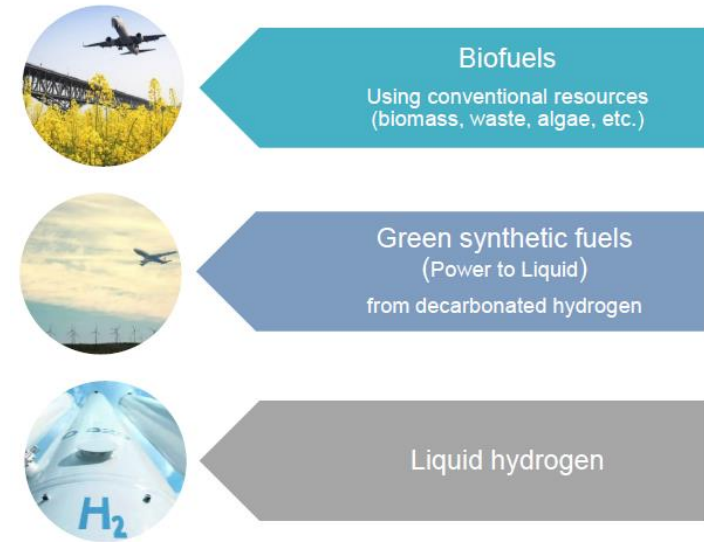 Biofuels
Using conventional resources
(biomass, waste, algae, etc.)
Green synthetic fuels
(Power to Liquid)
from decarbonated hydrogen
H2
Liquid hydrogen